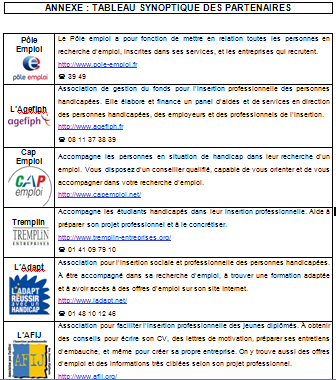 ANNEXE : TABLEAU SYNOPTIQUE DES PARTENAIRES
Pôle
Emploi
pôle emploi
Le Pôle emploi a pour fonction de mettre en relation toutes les personnes en
recherche d'emploi, inscrites dans ses services, et les entreprises qui recrutent.
http://www.pole-emploi.fr
☎ 39 49
L'Agefiph
agefiph
Association de gestion du fonds pour l'insertion professionnelle des personnes
handicapées. Elle élabore et finance un panel d'aides et de services en direction
des personnes handicapées, des employeurs et des professionnels de l'insertion.
http://www.agefiph.fr
☎ 08 11 37 38 39
Cap
Emploi
CAP
emploi
Accompagne les personnes en situation de handicap dans leur recherche d'un
emploi. Vous disposez d'un conseiller qualifié, capable de vous orienter et de vous
accompagner dans votre recherche d'emploi.
http://www.capemploi.net/
Tremplin
TREMPLIN
ENTREPRISES
Accompagne les étudiants handicapés dans leur insertion professionnelle. Aide à
préparer son projet professionnel et à le concrétiser.
http://www.tremplin-entreprises.org/
☎ 01 41 09 79 10
L'Adapt
L'ADAPT
RÉUSSIR
AVEC UN
HANDICAP
Association pour l'insertion sociale et professionnelle des personnes handicapées.
À être accompagné dans sa recherche d'emploi, à trouver une formation adaptée
et à avoir accès à des offres d'emploi sur son site Internet.
http://www.ladapt.net/
☎ 01 48 10 12 46
L'AFIJ
AFIJ
Association pour faciliter l'insertion professionnelle des jeunes diplômés. À obtenir
des conseils pour écrire son CV, des lettres de motivation, préparer ses entretiens
d'embauche, et même pour créer sa propre entreprise. On y trouve aussi des offres
d'emploi et des informations très ciblées selon son projet professionnel.
http://www.afij.org/